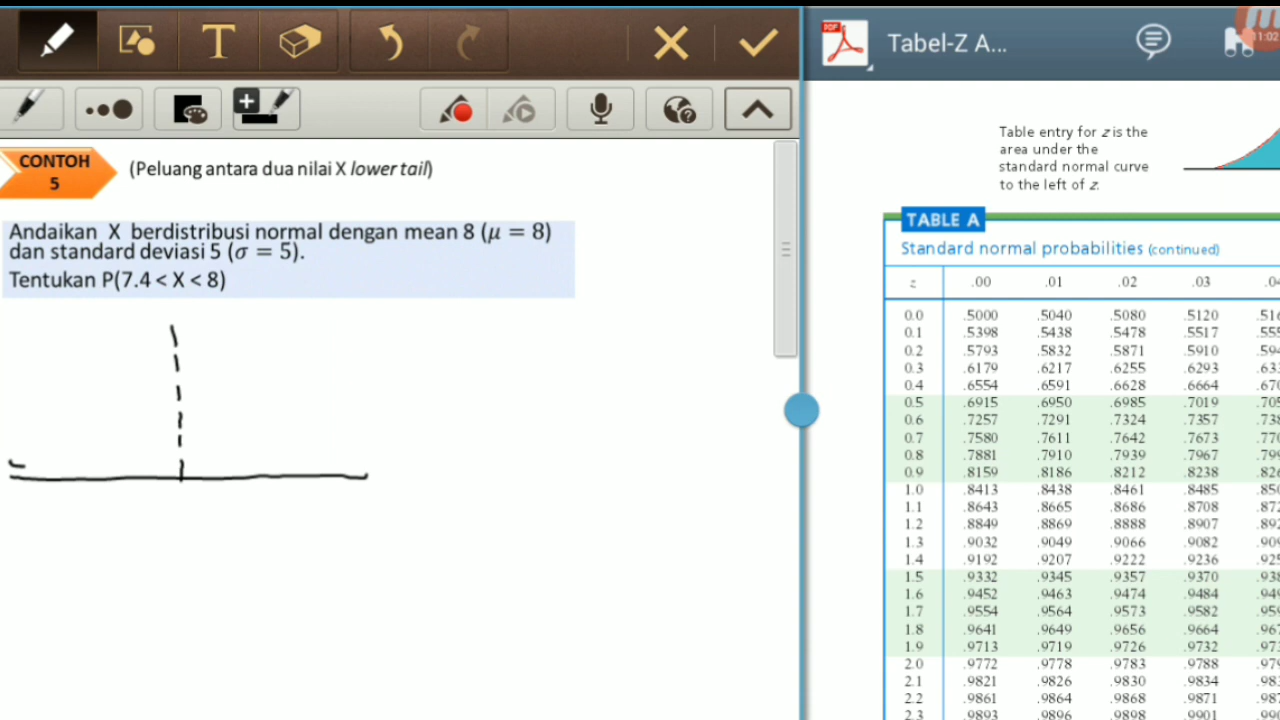 T
Tabel-Z A...
11:02
CONTOH
5
(Peluang antara dua nilai X lower tail)
Andaikan X berdistribusi normal dengan mean 8 (μ = 8)
dan standard deviasi 5 (σ = 5).
Tentukan P(7.4 < X < 8)
Table entry for z is the
area under the
standard normal curve
to the left of z.
TABLE A
Standard normal probabilities (continued)
z .00 .01 .02 .03
0.0 .5000 .5040 .5080 .5120
0.1 .5398 .5438 .5478 .5517
0.2 .5793 .5832 .5871 .5910
0.3 .6179 .6217 .6255 .6293
0.4 .6554 .6591 .6628 .6664
0.5 .6915 .6950 .6985 .7019
0.6 .7257 .7291 .7324 .7357
0.7 .7580 .7611 .7642 .7673
0.8 .7881 .7910 .7939 .7967
0.9 .8159 .8186 .8212 .8238
1.0 .8413 .8438 .8461 .8485
1.1 .8643 .8665 .8686 .8708
1.2 .8849 .8869 .8888 .8907
1.3 .9032 .9049 .9066 .9082
1.4 .9192 .9207 .9222 .9236
1.5 .9332 .9345 .9357 .9370
1.6 .9452 .9463 .9474 .9484
1.7 .9554 .9564 .9573 .9582
1.8 .9641 .9649 .9656 .9664
1.9 .9713 .9719 .9726 .9732
2.0 .9772 .9778 .9783 .9788
2.1 .9821 .9826 .9830 .9834
2.2 .9861 .9864 .9868 .9871
2.3 .9893 .9896 .9898 .9901